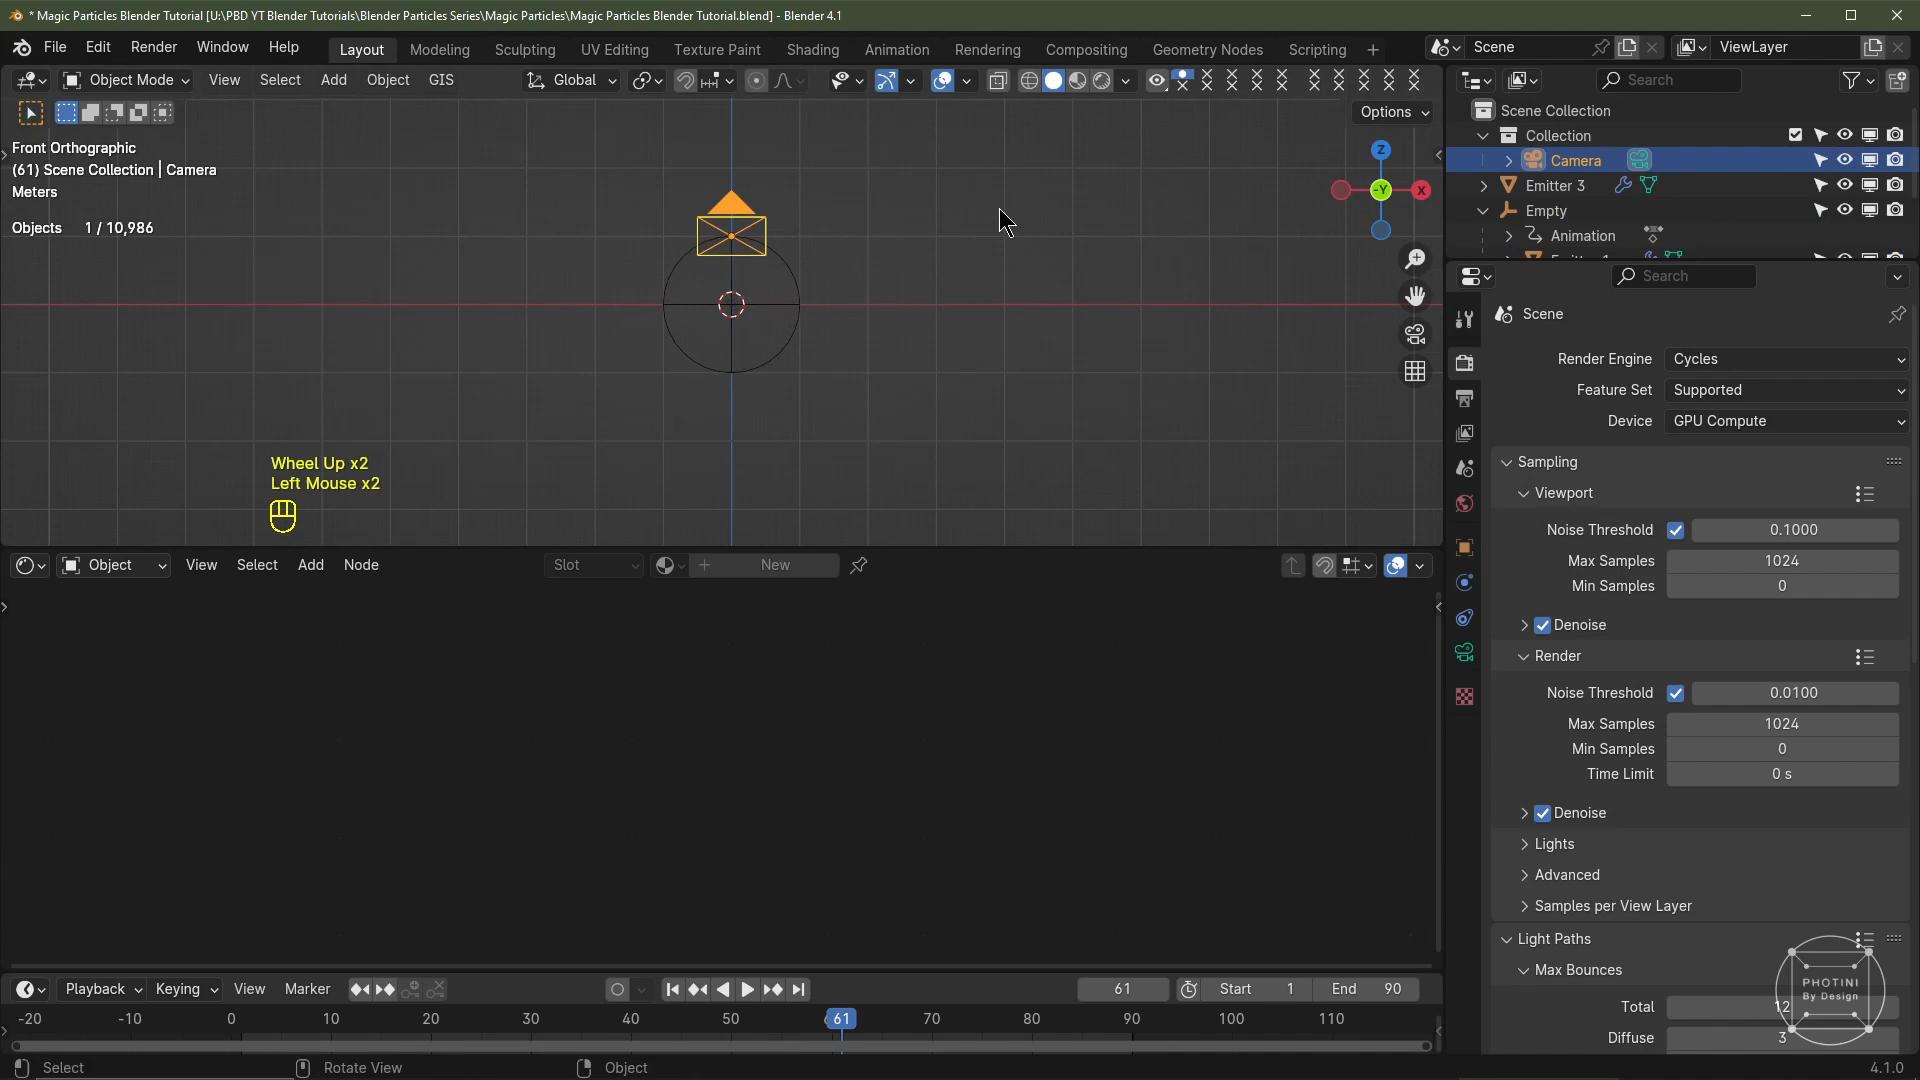 * Magic Particles Blender Tutorial [U:\PBD YT Blender Tutorials\Blender Particles Series\Magic Particles\Magic Particles Blender Tutorial.blend] - Blender 4.1
File Edit Render Window Help Layout Modeling Sculpting UV Editing Texture Paint Shading Animation Rendering Compositing Geometry Nodes Scripting + Scene ViewLayer
Object Mode View Select Add Object GIS Global Search
Options
Front Orthographic
(61) Scene Collection | Camera
Meters
Objects 1 / 10,986
Z
-Y
X
Wheel Up x2
Left Mouse x2
Scene Collection
Collection
Camera
Emitter 3
Empty
Animation
Search
Scene
Render Engine Cycles
Feature Set Supported
Device GPU Compute
Sampling
Viewport
Noise Threshold 0.1000
Max Samples 1024
Min Samples 0
Denoise
Render
Noise Threshold 0.0100
Max Samples 1024
Min Samples 0
Time Limit 0 s
Denoise
Lights
Advanced
Samples per View Layer
Light Paths
Max Bounces
Total 12
Diffuse 3
PHOTINI
By Design
Object View Select Add Node Slot New
Playback Keying View Marker 61 Start 1 End 90
-20 -10 0 10 20 30 40 50 61 70 80 90 100 110
Select Rotate View Object 4.1.0